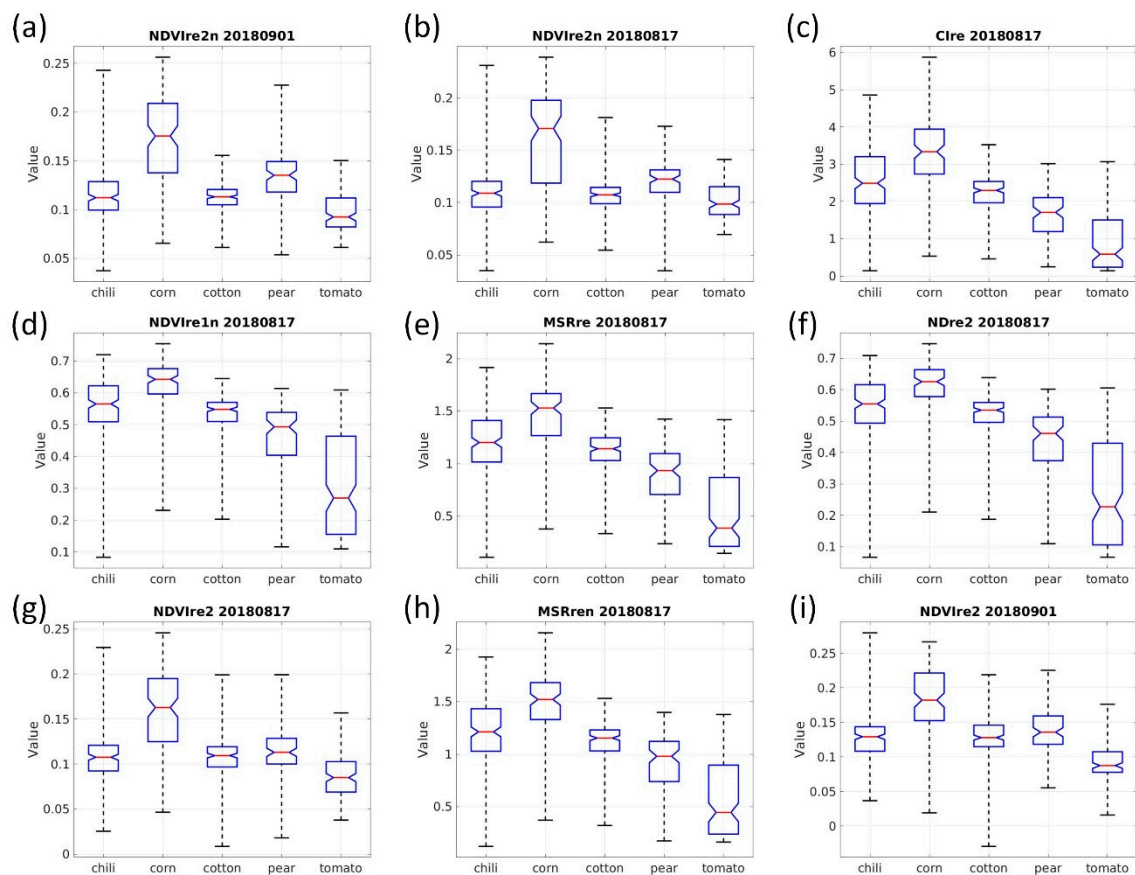 (a)
NDVIre2n 20180901
Value
0.25
0.2
0.15
0.1
0.05
chili corn cotton pear tomato
(b)
NDVIre2n 20180817
Value
0.2
0.15
0.1
0.05
chili corn cotton pear tomato
(c)
CIre 20180817
Value
6
5
4
3
2
1
0
chili corn cotton pear tomato
(d)
NDVIre1n 20180817
Value
0.7
0.6
0.5
0.4
0.3
0.2
0.1
chili corn cotton pear tomato
(e)
MSRre 20180817
Value
2
1.5
1
0.5
chili corn cotton pear tomato
(f)
NDre2 20180817
Value
0.7
0.6
0.5
0.4
0.3
0.2
0.1
chili corn cotton pear tomato
(g)
NDVIre2 20180817
Value
0.25
0.2
0.15
0.1
0.05
0
chili corn cotton pear tomato
(h)
MSRren 20180817
Value
2
1.5
1
0.5
chili corn cotton pear tomato
(i)
NDVIre2 20180901
Value
0.25
0.2
0.15
0.1
0.05
0
chili corn cotton pear tomato